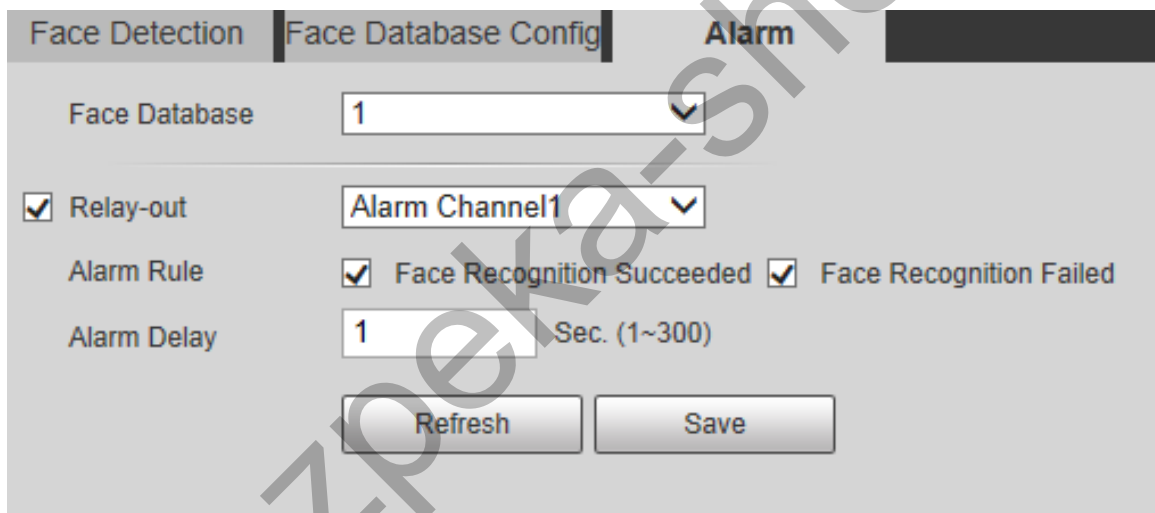 Face Detection Face Database Config Alarm
Face Database 1
Relay-out Alarm Channel1
Alarm Rule Face Recognition Succeeded Face Recognition Failed
Alarm Delay 1 Sec. (1~300)
Refresh Save
zpeka-sh